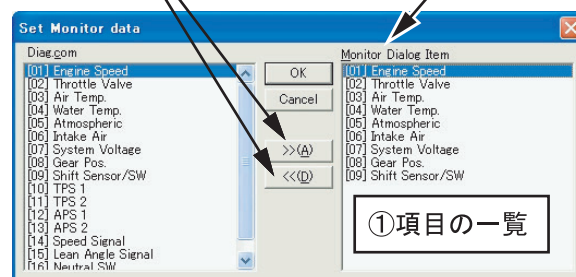 Set Monitor data
Diag.com
[01] Engine Speed
[02] Throttle Valve
[03] Air Temp.
[04] Water Temp.
[05] Atmospheric
[06] Intake Air
[07] System Voltage
[08] Gear Pos.
[09] Shift Sensor/SW
[10] TPS 1
[11] TPS 2
[12] APS 1
[13] APS 2
[14] Speed Signal
[15] Lean Angle Signal
[16] Neutral SW
OK
Cancel
>>(A)
<<(D)
Monitor Dialog Item
[01] Engine Speed
[02] Throttle Valve
[03] Air Temp.
[04] Water Temp.
[05] Atmospheric
[06] Intake Air
[07] System Voltage
[08] Gear Pos.
[09] Shift Sensor/SW
①項目の一覧